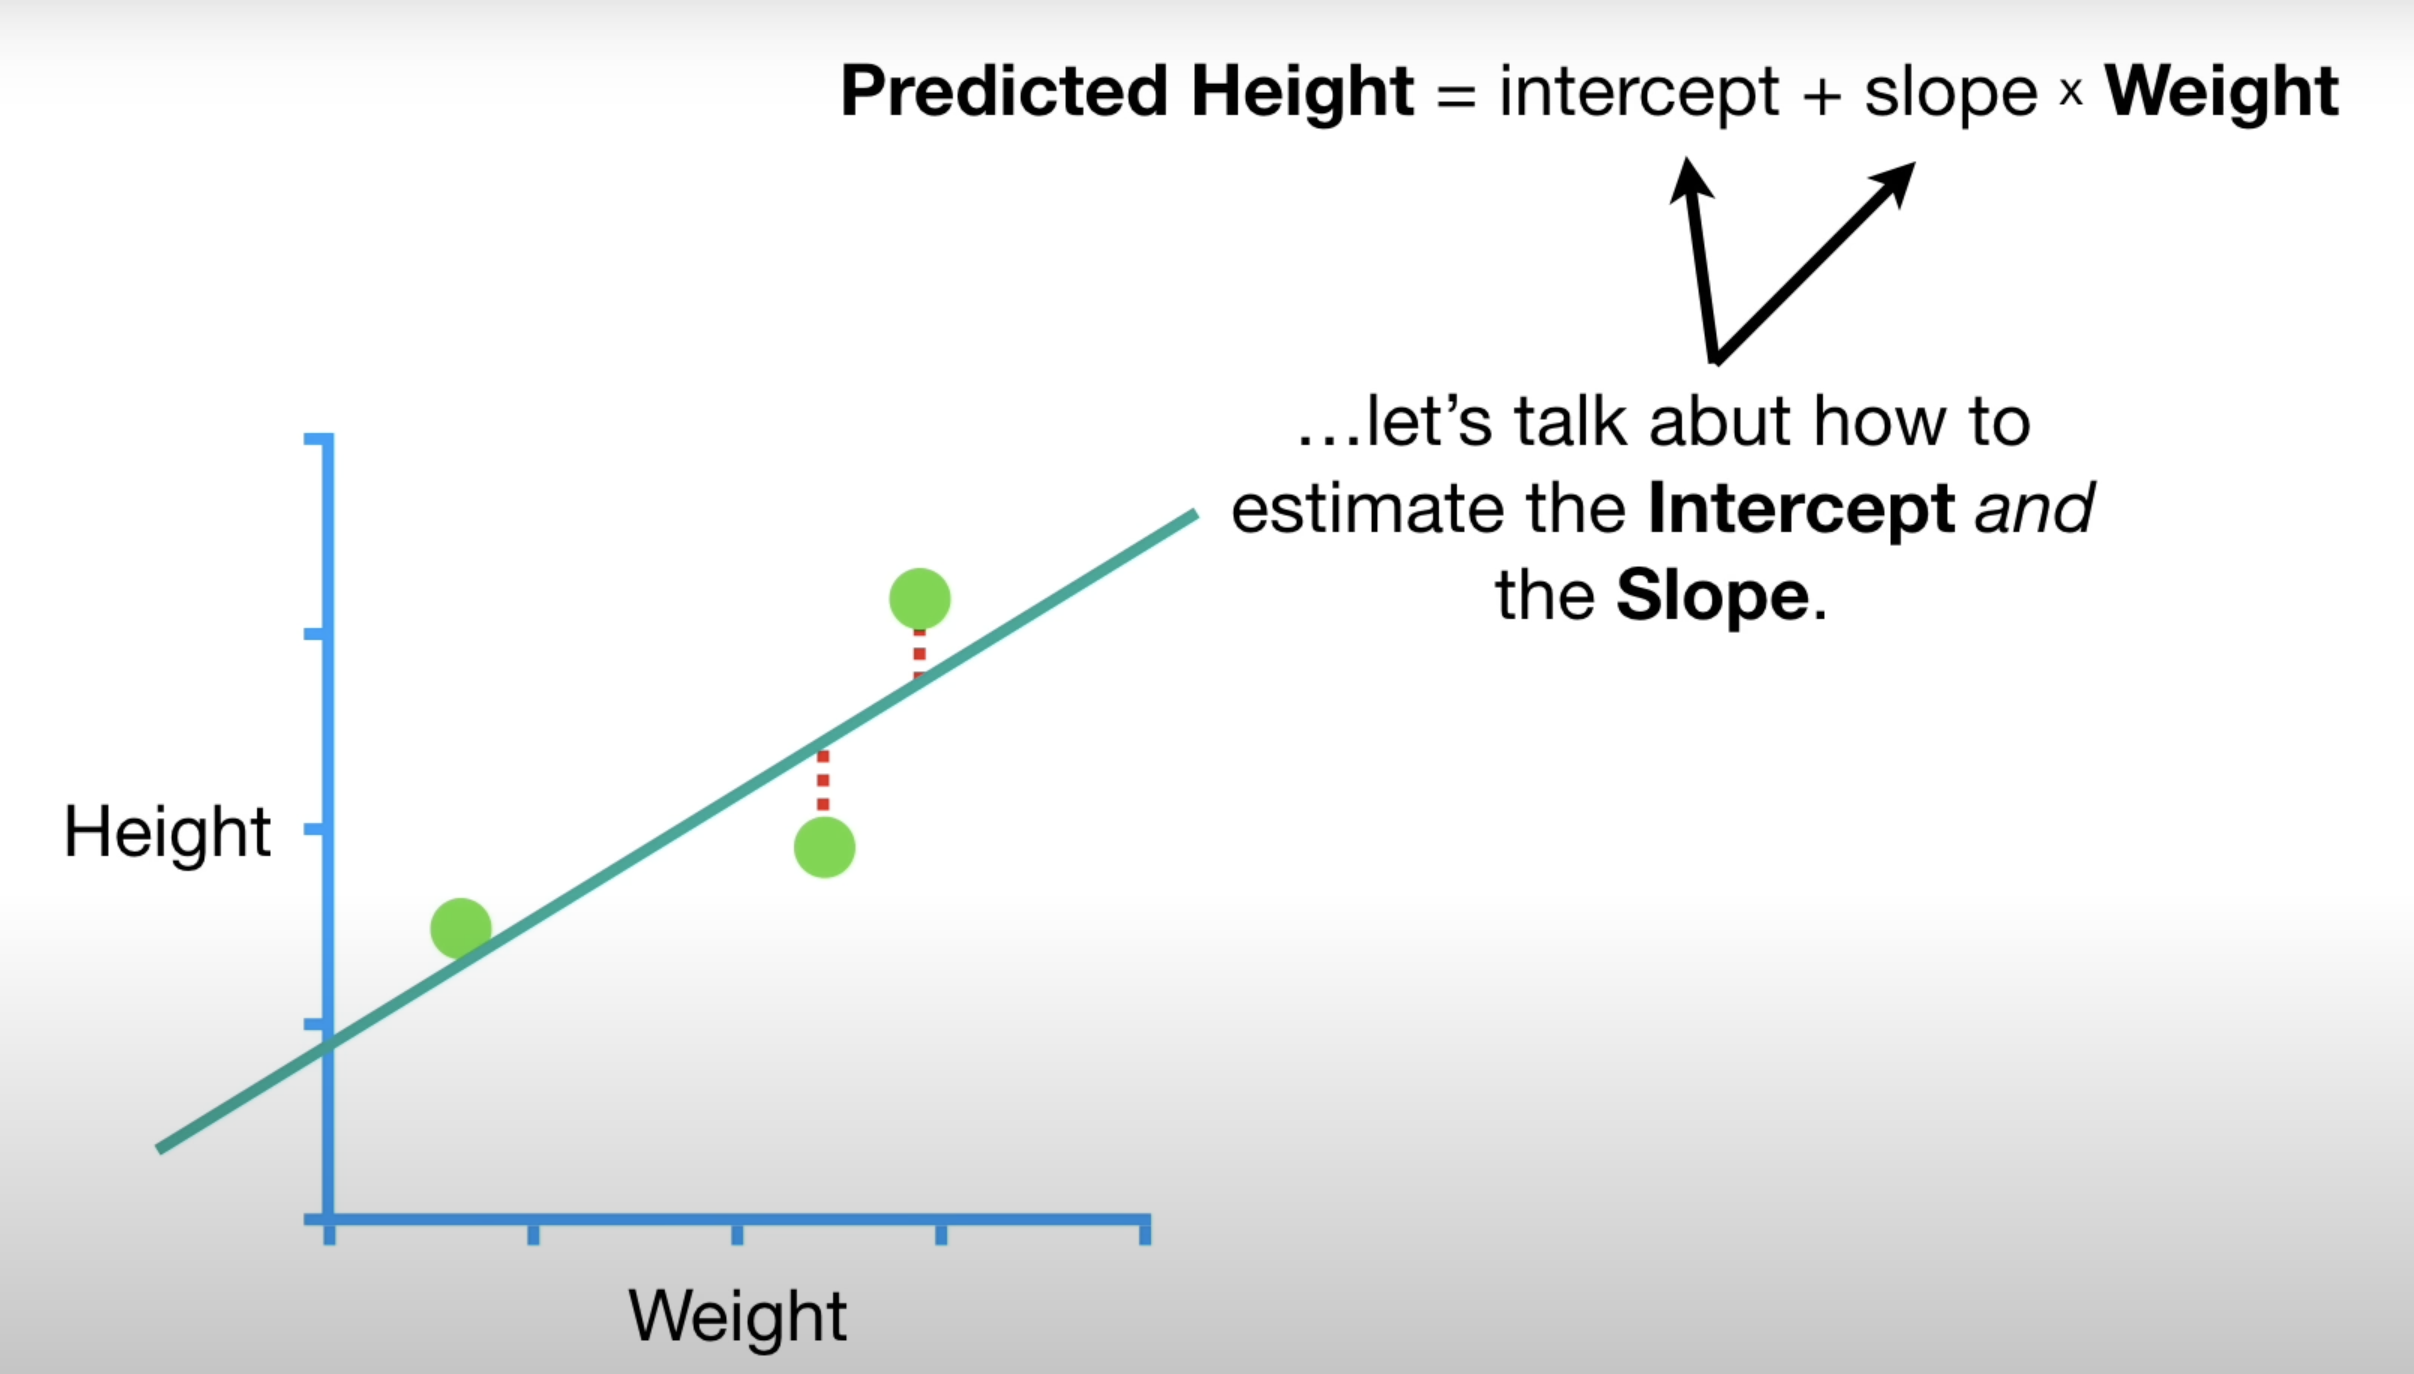 Predicted Height = intercept + slope x Weight
...let's talk abut how to
estimate the Intercept and
the Slope.
Height
Weight